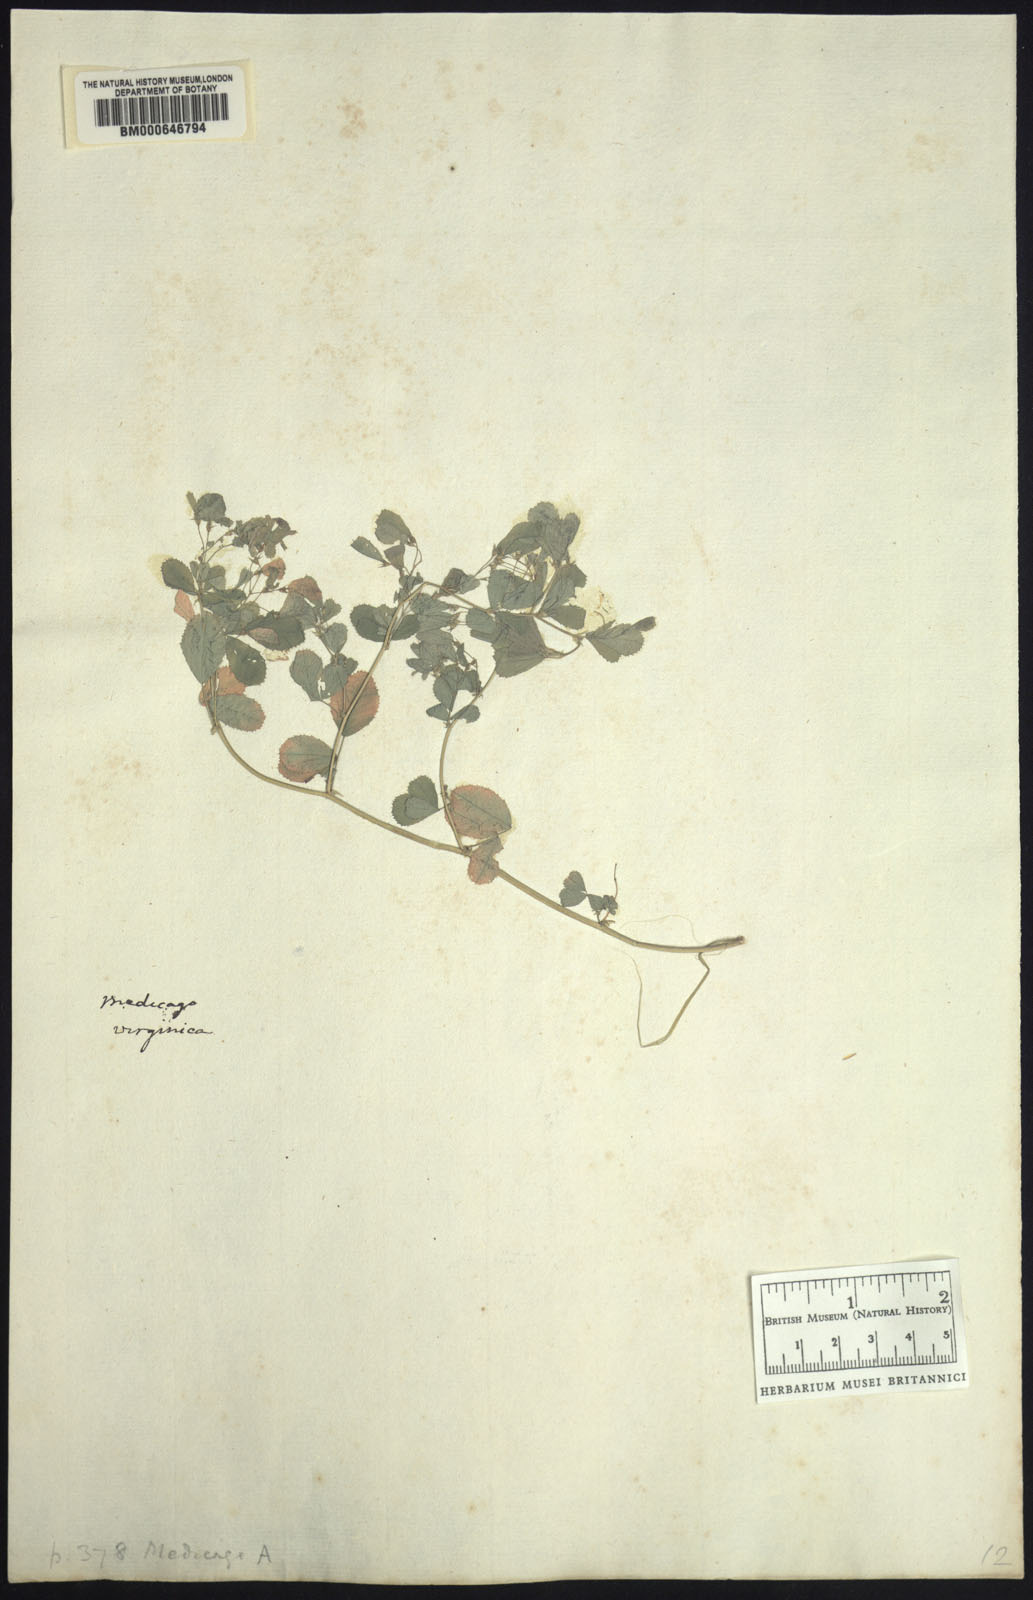 THE NATURAL HISTORY MUSEUM, LONDON
DEPARTMEMT OF BOTANY
BM000646794
Medicago
virginica
1 2
BRITISH MUSEUM (NATURAL HISTORY)
1 2 3 4 5
HERBARIUM MUSEI BRITANNICI
p. 378 Medicago A
12